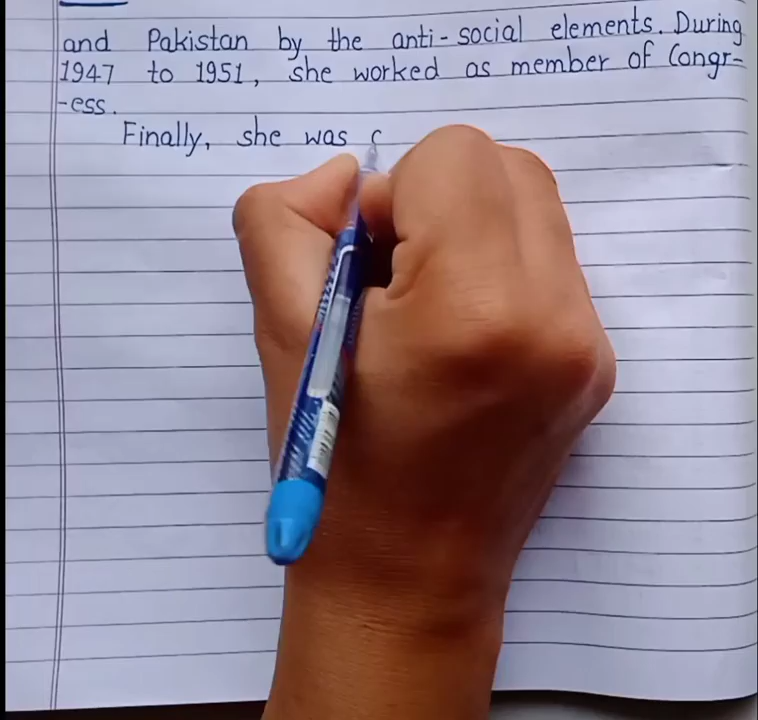 and Pakistan by the anti-social elements. During
1947 to 1951, she worked as member of Congr-
-ess.
Finally, she was c